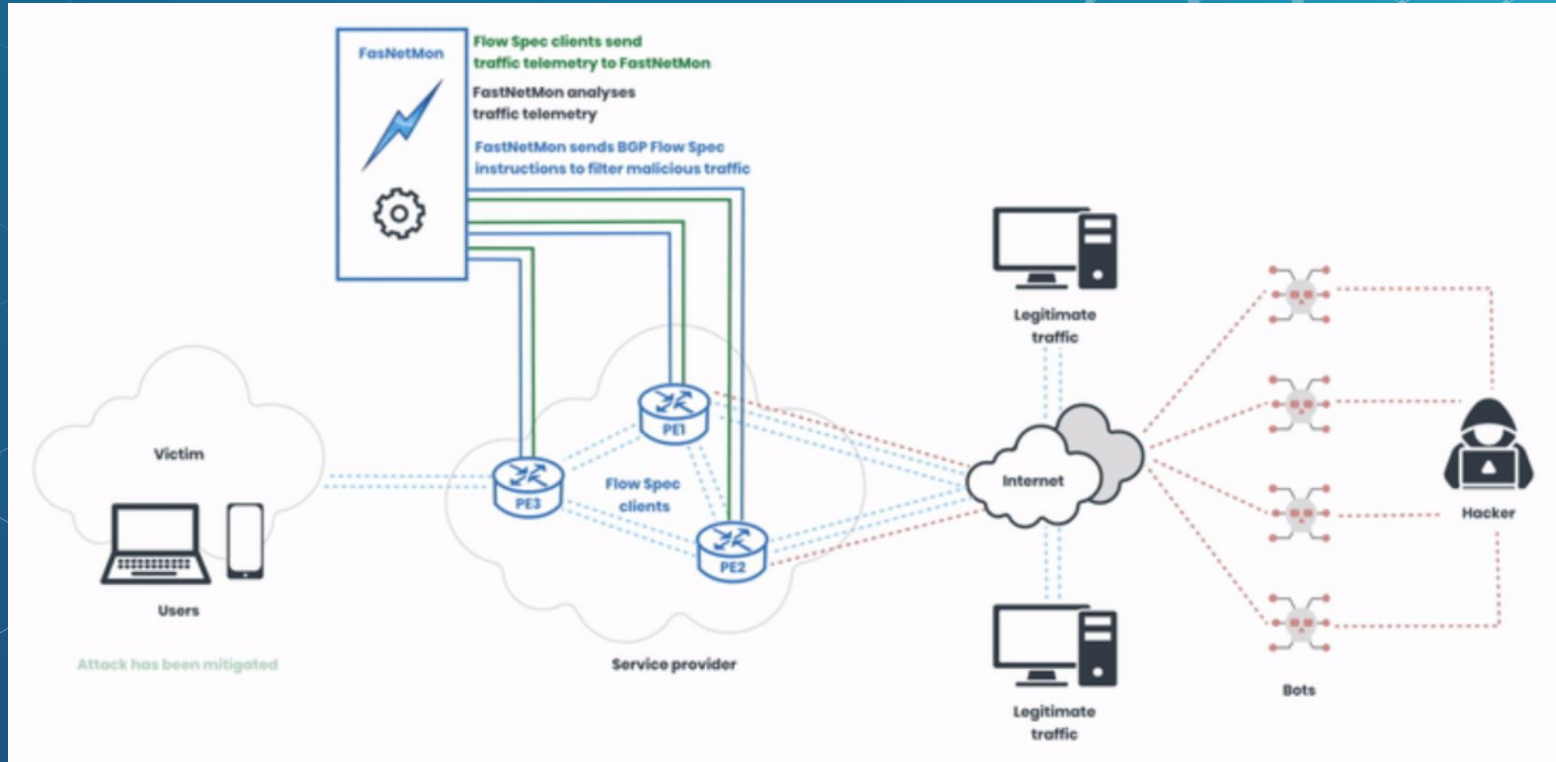 FasNetMon
Flow Spec clients send
traffic telemetry to FastNetMon
FastNetMon analyses
traffic telemetry
FastNetMon sends BGP Flow Spec
instructions to filter malicious traffic
Legitimate
traffic
Victim
PE1
PE3
Flow Spec
clients
PE2
Internet
Hacker
Users
Attack has been mitigated
Service provider
Legitimate
traffic
Bots